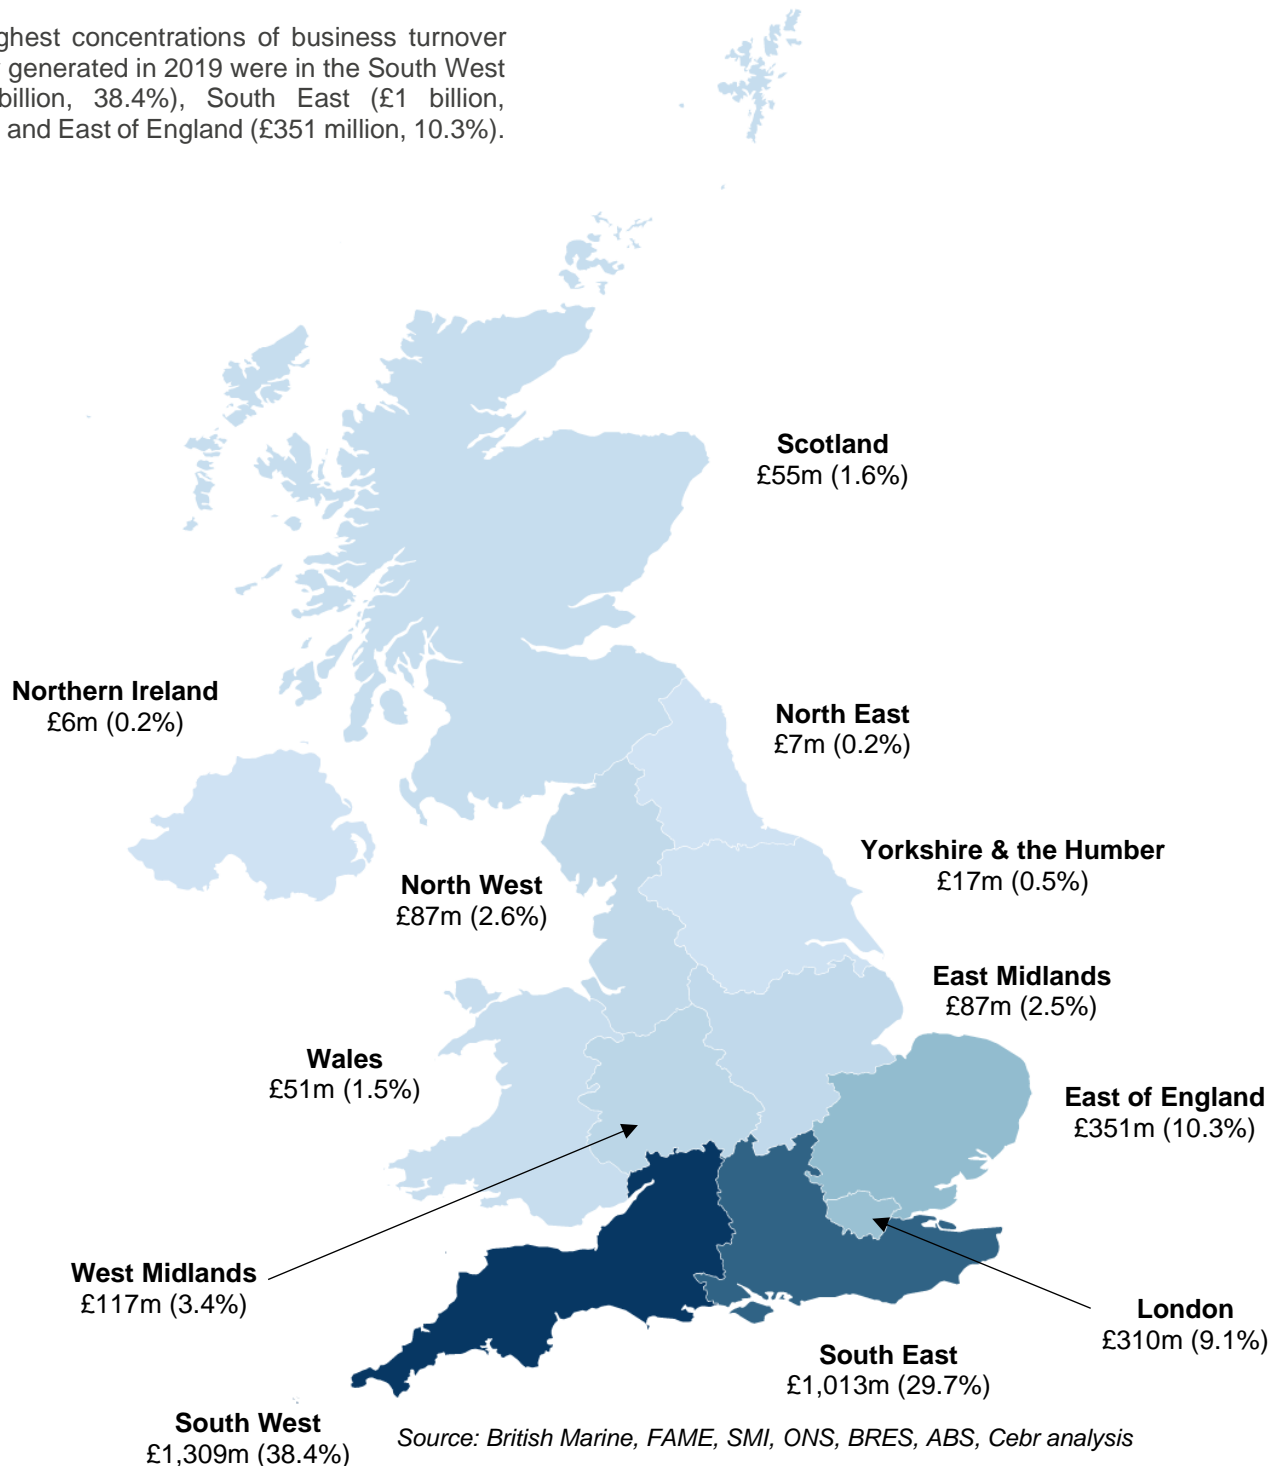 ghest concentrations of business turnover
generated in 2019 were in the South West
billion, 38.4%), South East (£1 billion,
and East of England (£351 million, 10.3%).
Scotland
£55m (1.6%)
Northern Ireland
£6m (0.2%)
North East
£7m (0.2%)
Yorkshire & the Humber
£17m (0.5%)
North West
£87m (2.6%)
East Midlands
£87m (2.5%)
Wales
£51m (1.5%)
East of England
£351m (10.3%)
West Midlands
£117m (3.4%)
London
£310m (9.1%)
South East
£1,013m (29.7%)
South West
£1,309m (38.4%)
Source: British Marine, FAME, SMI, ONS, BRES, ABS, Cebr analysis